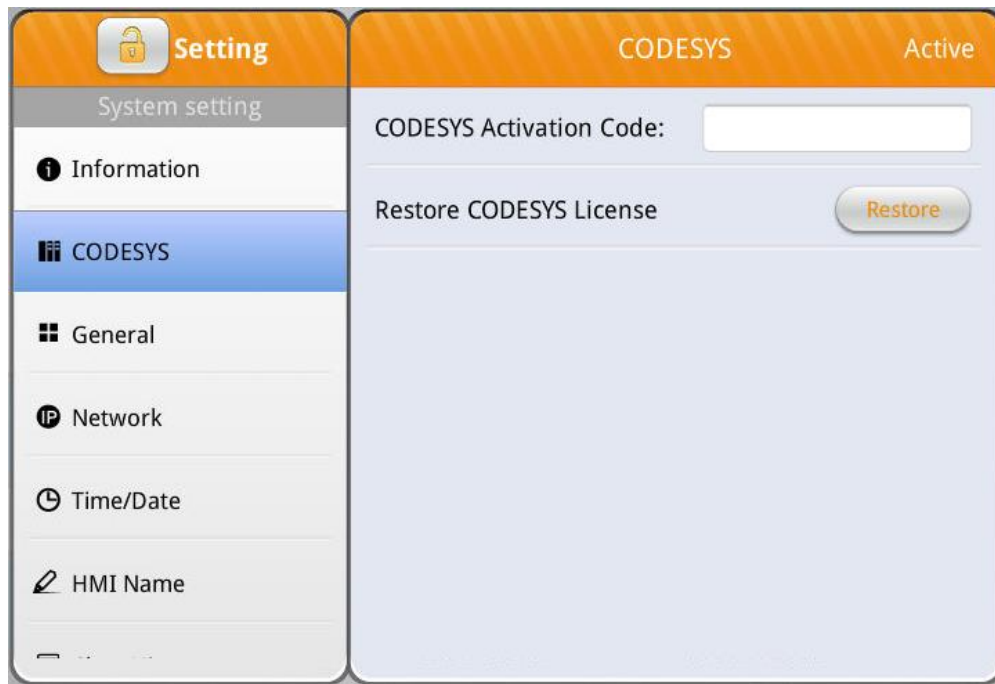 Setting
System setting
Information
CODESYS
General
Network
Time/Date
HMI Name
CODESYS Active
CODESYS Activation Code:
Restore CODESYS License Restore